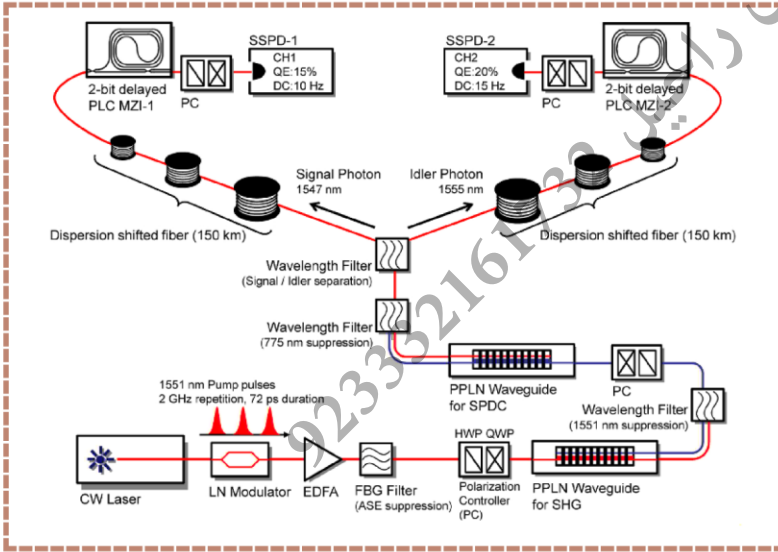 SSPD-1
CH1
QE:15%
DC:10 Hz
2-bit delayed
PLC MZI-1
PC
SSPD-2
CH2
QE:20%
DC:15 Hz
PC
2-bit delayed
PLC MZI-2
Signal Photon
1547 nm
Idler Photon
1555 nm
Dispersion shifted fiber (150 km)
Dispersion shifted fiber (150 km)
Wavelength Filter
(Signal / Idler separation)
Wavelength Filter
(775 nm suppression)
PPLN Waveguide
for SPDC
PC
Wavelength Filter
(1551 nm suppression)
1551 nm Pump pulses
2 GHz repetition, 72 ps duration
CW Laser
LN Modulator
EDFA
FBG Filter
(ASE suppression)
HWP QWP
Polarization
Controller
(PC)
PPLN Waveguide
for SHG
923332161732
راحيل